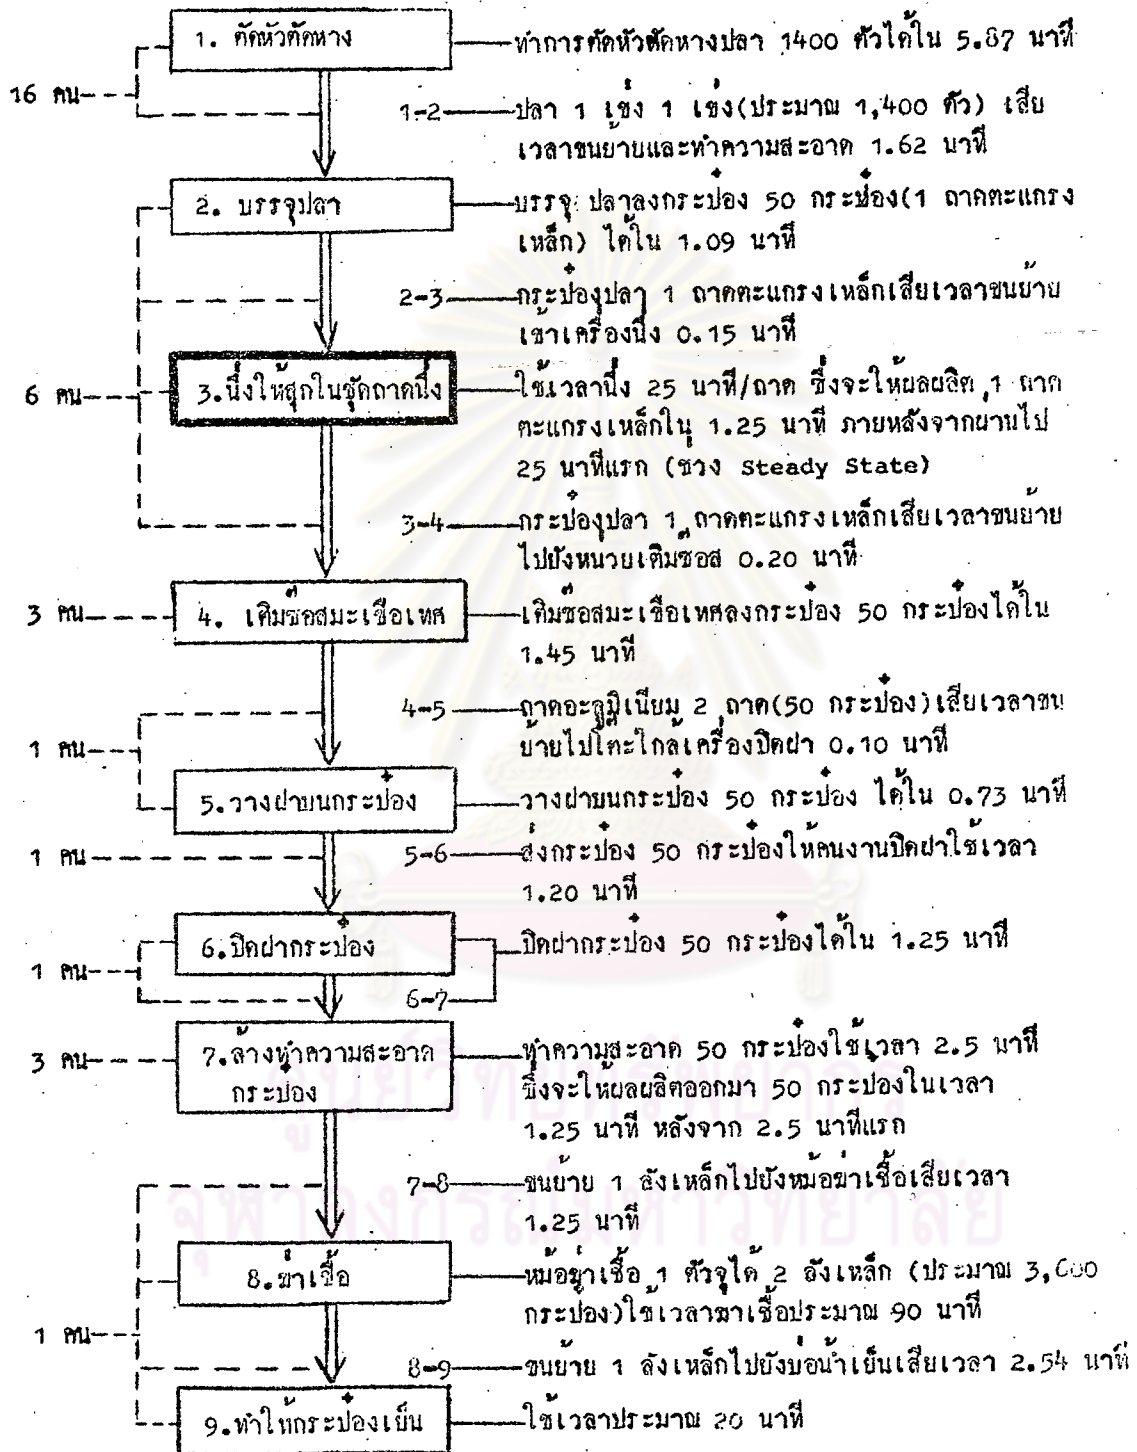 1. ตัดหัวตัดหาง
ทำการตัดหัวตัดหางปลา 1400 ตัวได้ใน 5.87 นาที
16 คน
1-2
ปลา 1 เข่ง 1 เข่ง(ประมาณ 1,400 ตัว) เสีย
เวลาขนย้ายและทำความสะอาด 1.62 นาที
2. บรรจุปลา
บรรจุ ปลาลงกระป๋อง 50 กระป๋อง(1 ถาดตะแกรง
เหล็ก) ได้ใน 1.09 นาที
2-3
กระป๋องปลา 1 ถาดตะแกรงเหล็กเสียเวลาขนย้าย
เข้าเครื่องนึ่ง 0.15 นาที
6 คน
3.นึ่งให้สุกในชุดถาดนึ่ง
ใช้เวลานึ่ง 25 นาที/ถาด ซึ่งจะให้ผลผลิต 1 ถาด
ตะแกรงเหล็กใน 1.25 นาที ภายหลังจากผ่านไป
25 นาทีแรก (ช่วง Steady State)
3-4
กระป๋องปลา 1 ถาดตะแกรงเหล็กเสียเวลาขนย้าย
ไปยังหน่วยเติมซอส 0.20 นาที
3 คน
4. เติมซ๊อสมะเขือเทศ
เติมซอสมะเขือเทศลงกระป๋อง 50 กระป๋องได้ใน
1.45 นาที
4-5
ถาดอะลูมิเนียม 2 ถาด(50 กระป๋อง)เสียเวลาขน
ย้ายไปโต๊ะใกล้เครื่องปิดฝา 0.10 นาที
1 คน
5.วางฝาบนกระป๋อง
วางฝาบนกระป๋อง 50 กระป๋อง ได้ใน 0.73 นาที
1 คน
5-6
ส่งกระป๋อง 50 กระป๋องให้คนงานปิดฝาใช้เวลา
1.20 นาที
6.ปิดฝากระป๋อง
ปิดฝากระป๋อง 50 กระป๋องได้ใน 1.25 นาที
1 คน
6-7
3 คน
7.ล้างทำความสะอาด
กระป๋อง
ทำความสะอาด 50 กระป๋องใช้เวลา 2.5 นาที
ซึ่งจะให้ผลผลิตออกมา 50 กระป๋องในเวลา
1.25 นาที หลังจาก 2.5 นาทีแรก
7-8
ขนย้าย 1 ลังเหล็กไปยังหม้อฆ่าเชื้อเสียเวลา
1.25 นาที
8.ฆ่าเชื้อ
หม้อฆ่าเชื้อ 1 ตัวจุได้ 2 ลังเหล็ก (ประมาณ 3,600
กระป๋อง)ใช้เวลาฆ่าเชื้อประมาณ 90 นาที
1 คน
8-9
ขนย้าย 1 ลังเหล็กไปยังบ่อน้ำเย็นเสียเวลา 2.54 นาที
9.ทำให้กระป๋องเย็น
ใช้เวลาประมาณ 20 นาที
ศูนย์วิทยทรัพยากร
จุฬาลงกรณ์มหาวิทยาลัย